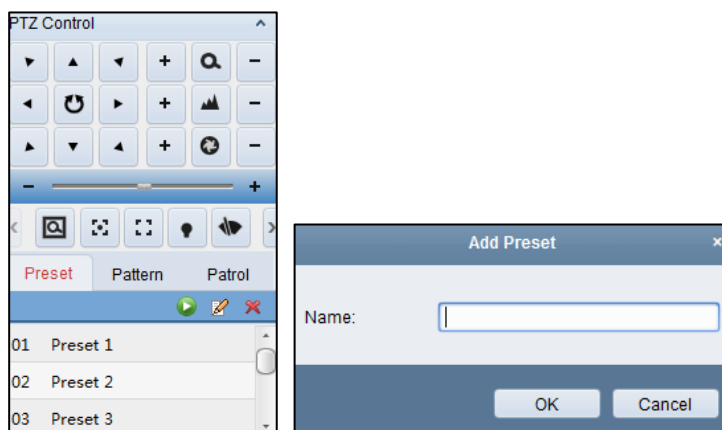 PTZ Control
Preset Pattern Patrol
01 Preset 1
02 Preset 2
03 Preset 3
Add Preset
Name:
OK Cancel